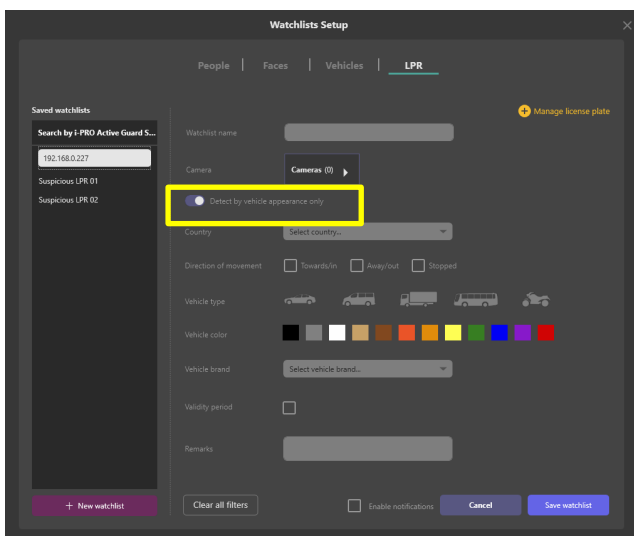 Watchlists Setup
People | Faces | Vehicles | LPR
Saved watchlists
Manage license plate
Search by i-PRO Active Guard S...
192.168.0.227
Suspicious LPR 01
Suspicious LPR 02
+ New watchlist
Watchlist name
Camera
Cameras (0)
Detect by vehicle appearance only
Country
Select country...
Direction of movement
Towards/in
Away/out
Stopped
Vehicle type
Vehicle color
Vehicle brand
Select vehicle brand...
Validity period
Remarks
Clear all filters
Enable notifications
Cancel
Save watchlist